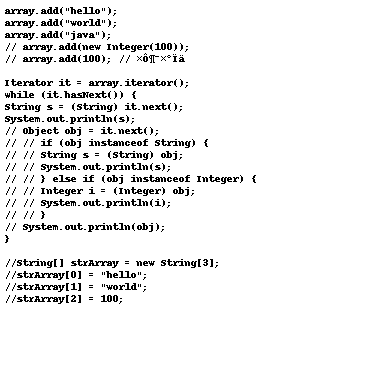 array.add("hello");
array.add("world");
array.add("java");
// array.add(new Integer(100));
// array.add(100); // ×Ô¶¯×°Ïä
Iterator it = array.iterator();
while (it.hasNext()) {
String s = (String) it.next();
System.out.println(s);
// Object obj = it.next();
// // if (obj instanceof String) {
// // String s = (String) obj;
// // System.out.println(s);
// // } else if (obj instanceof Integer) {
// // Integer i = (Integer) obj;
// // System.out.println(i);
// // }
// System.out.println(obj);
}
//String[] strArray = new String[3];
//strArray[0] = "hello";
//strArray[1] = "world";
//strArray[2] = 100;